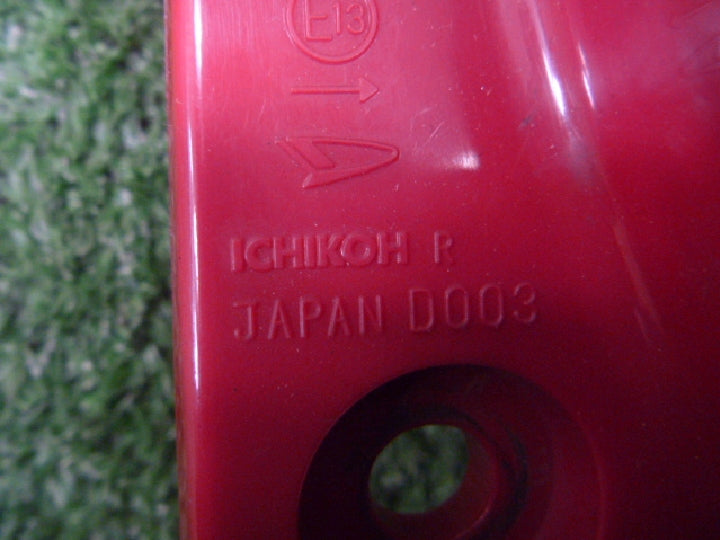 E13
ICHIKOH R
JAPAN D003